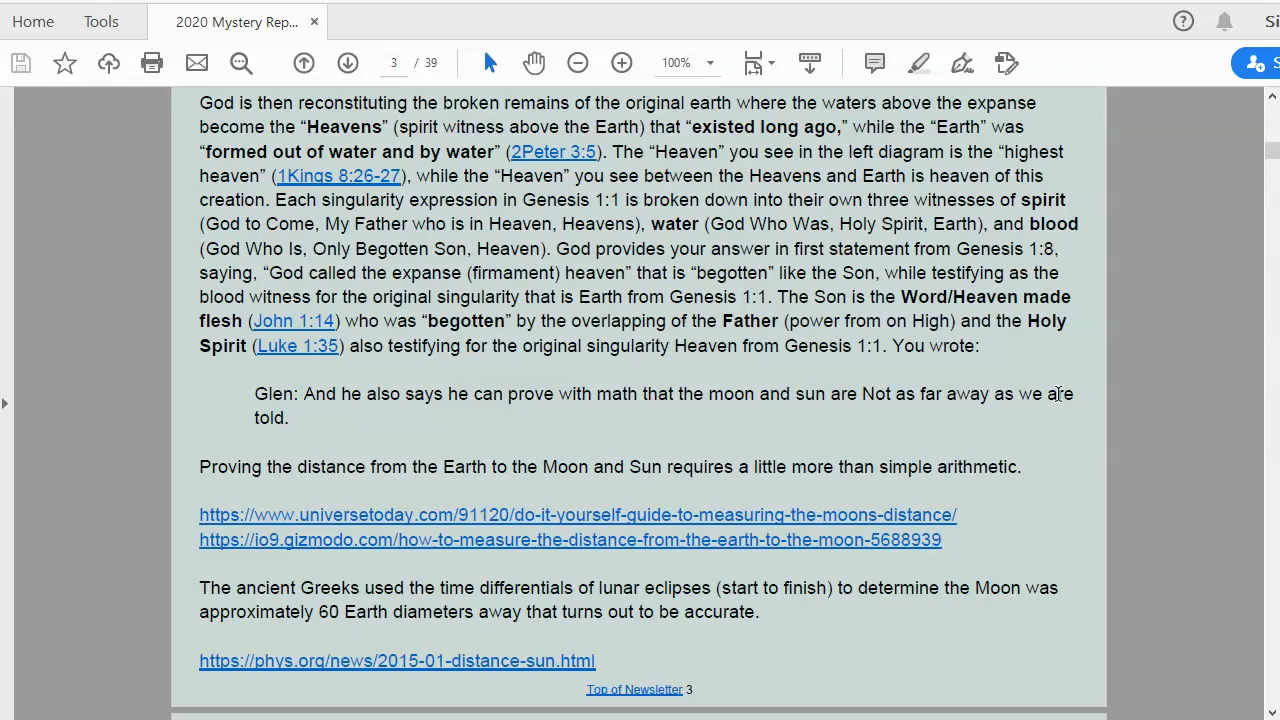 Home Tools 2020 Mystery Rep... × Si
3 / 39 100% S
God is then reconstituting the broken remains of the original earth where the waters above the expanse
become the “Heavens” (spirit witness above the Earth) that “existed long ago,” while the “Earth” was
“formed out of water and by water” (2Peter 3:5). The “Heaven” you see in the left diagram is the “highest
heaven” (1Kings 8:26-27), while the “Heaven” you see between the Heavens and Earth is heaven of this
creation. Each singularity expression in Genesis 1:1 is broken down into their own three witnesses of spirit
(God to Come, My Father who is in Heaven, Heavens), water (God Who Was, Holy Spirit, Earth), and blood
(God Who Is, Only Begotten Son, Heaven). God provides your answer in first statement from Genesis 1:8,
saying, “God called the expanse (firmament) heaven” that is “begotten” like the Son, while testifying as the
blood witness for the original singularity that is Earth from Genesis 1:1. The Son is the Word/Heaven made
flesh (John 1:14) who was “begotten” by the overlapping of the Father (power from on High) and the Holy
Spirit (Luke 1:35) also testifying for the original singularity Heaven from Genesis 1:1. You wrote:
Glen: And he also says he can prove with math that the moon and sun are Not as far away as we are
told.
Proving the distance from the Earth to the Moon and Sun requires a little more than simple arithmetic.
https://www.universetoday.com/91120/do-it-yourself-guide-to-measuring-the-moons-distance/
https://io9.gizmodo.com/how-to-measure-the-distance-from-the-earth-to-the-moon-5688939
The ancient Greeks used the time differentials of lunar eclipses (start to finish) to determine the Moon was
approximately 60 Earth diameters away that turns out to be accurate.
https://phys.org/news/2015-01-distance-sun.html
Top of Newsletter 3